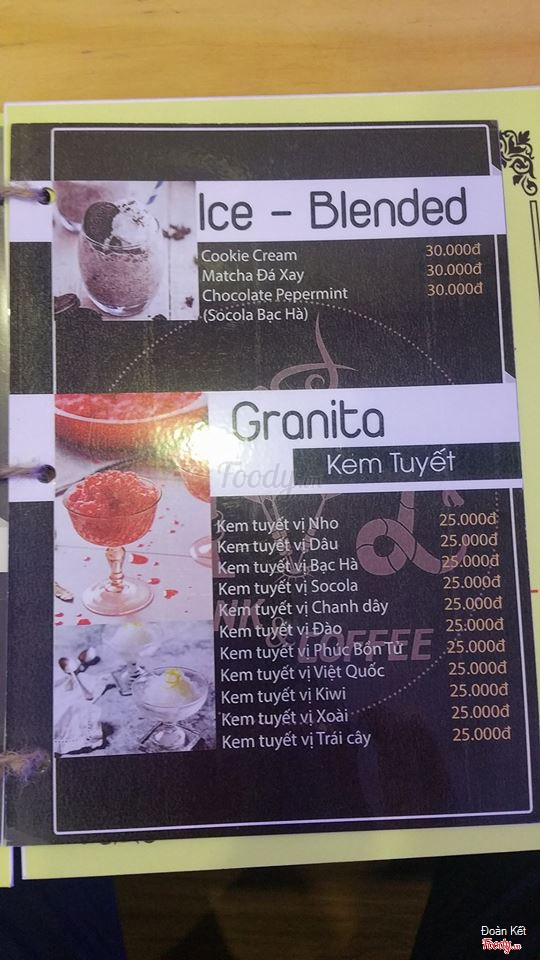 Ice - Blended
Cookie Cream 30.000đ
Matcha Đá Xay 30.000đ
Chocolate Pepermint 30.000đ
(Socola Bạc Hà)
Granita
Kem Tuyết
Foody.vn
Kem tuyết vị Nho 25.000đ
Kem tuyết vị Dâu 25.000đ
Kem tuyết vị Bạc Hà 25.000đ
Kem tuyết vị Socola 25.000đ
Kem tuyết vị Chanh dây 25.000đ
Kem tuyết vị Đào 25.000đ
Kem tuyết vị Phúc Bồn Tử 25.000đ
Kem tuyết vị Việt Quốc 25.000đ
Kem tuyết vị Kiwi 25.000đ
Kem tuyết vị Xoài 25.000đ
Kem tuyết vị Trái cây 25.000đ
& COFFEE
Đoàn Kết
Foody.vn